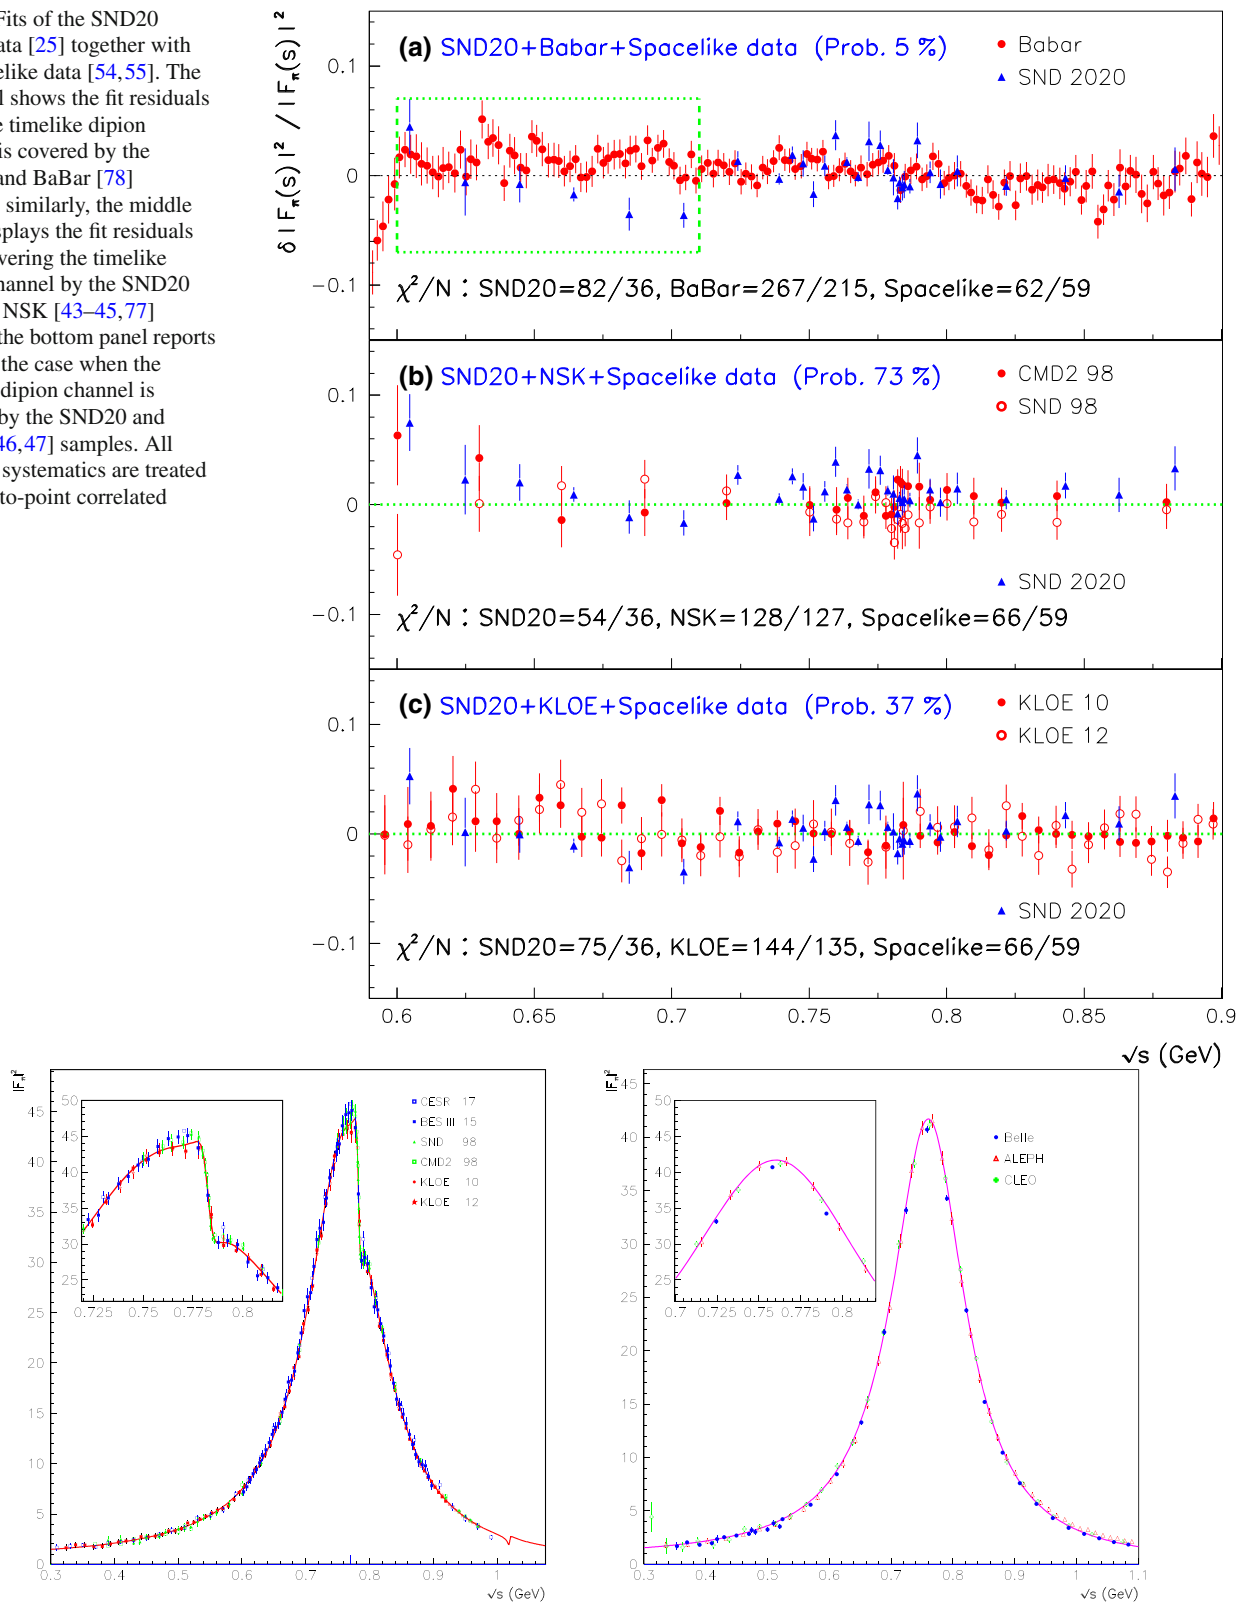 Fits of the SND20
ata [25] together with
elike data [54,55]. The
l shows the fit residuals
e timelike dipion
is covered by the
and BaBar [78]
similarly, the middle
splays the fit residuals
vering the timelike
hannel by the SND20
NSK [43–45,77]
the bottom panel reports
the case when the
dipion channel is
by the SND20 and
46,47] samples. All
systematics are treated
to-point correlated
δ | Fπ(s) | ² / | Fπ(s) | ²
(a) SND20+Babar+Spacelike data (Prob. 5 %)
Babar
SND 2020
0.1
0
−0.1
χ²/N : SND20=82/36, BaBar=267/215, Spacelike=62/59
(b) SND20+NSK+Spacelike data (Prob. 73 %)
CMD2 98
SND 98
0.1
0
−0.1
SND 2020
χ²/N : SND20=54/36, NSK=128/127, Spacelike=66/59
(c) SND20+KLOE+Spacelike data (Prob. 37 %)
KLOE 10
KLOE 12
0.1
0
−0.1
SND 2020
χ²/N : SND20=75/36, KLOE=144/135, Spacelike=66/59
0.6 0.65 0.7 0.75 0.8 0.85 0.9
√s (GeV)
|Fπ|²
45
40
35
30
25
20
15
10
5
0
50
45
40
35
30
25
0.725 0.75 0.775 0.8
CESR 17
BES III 15
SND 98
CMD2 98
KLOE 10
KLOE 12
0.3 0.4 0.5 0.6 0.7 0.8 0.9 1
√s (GeV)
|Fπ|²
45
40
35
30
25
20
15
10
5
0
50
45
40
35
30
25
0.7 0.725 0.75 0.775 0.8
Belle
ALEPH
CLEO
0.3 0.4 0.5 0.6 0.7 0.8 0.9 1 1.1
√s (GeV)